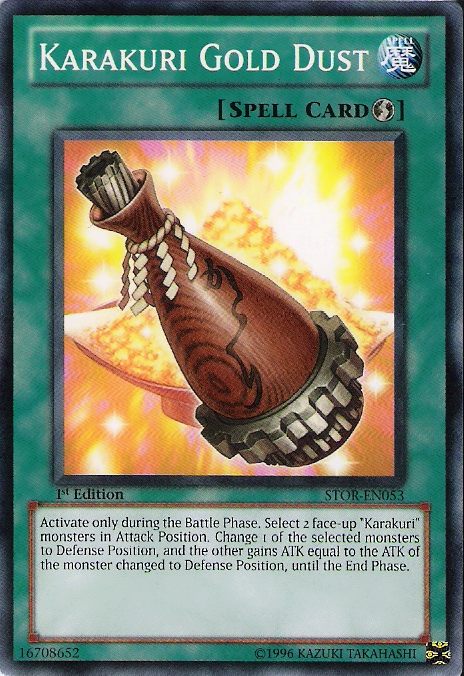 KARAKURI GOLD DUST
SPELL
魔
[SPELL CARD]
1st Edition
STOR-EN053
Activate only during the Battle Phase. Select 2 face-up "Karakuri"
monsters in Attack Position. Change 1 of the selected monsters
to Defense Position, and the other gains ATK equal to the ATK of
the monster changed to Defense Position, until the End Phase.
16708652
©1996 KAZUKI TAKAHASHI